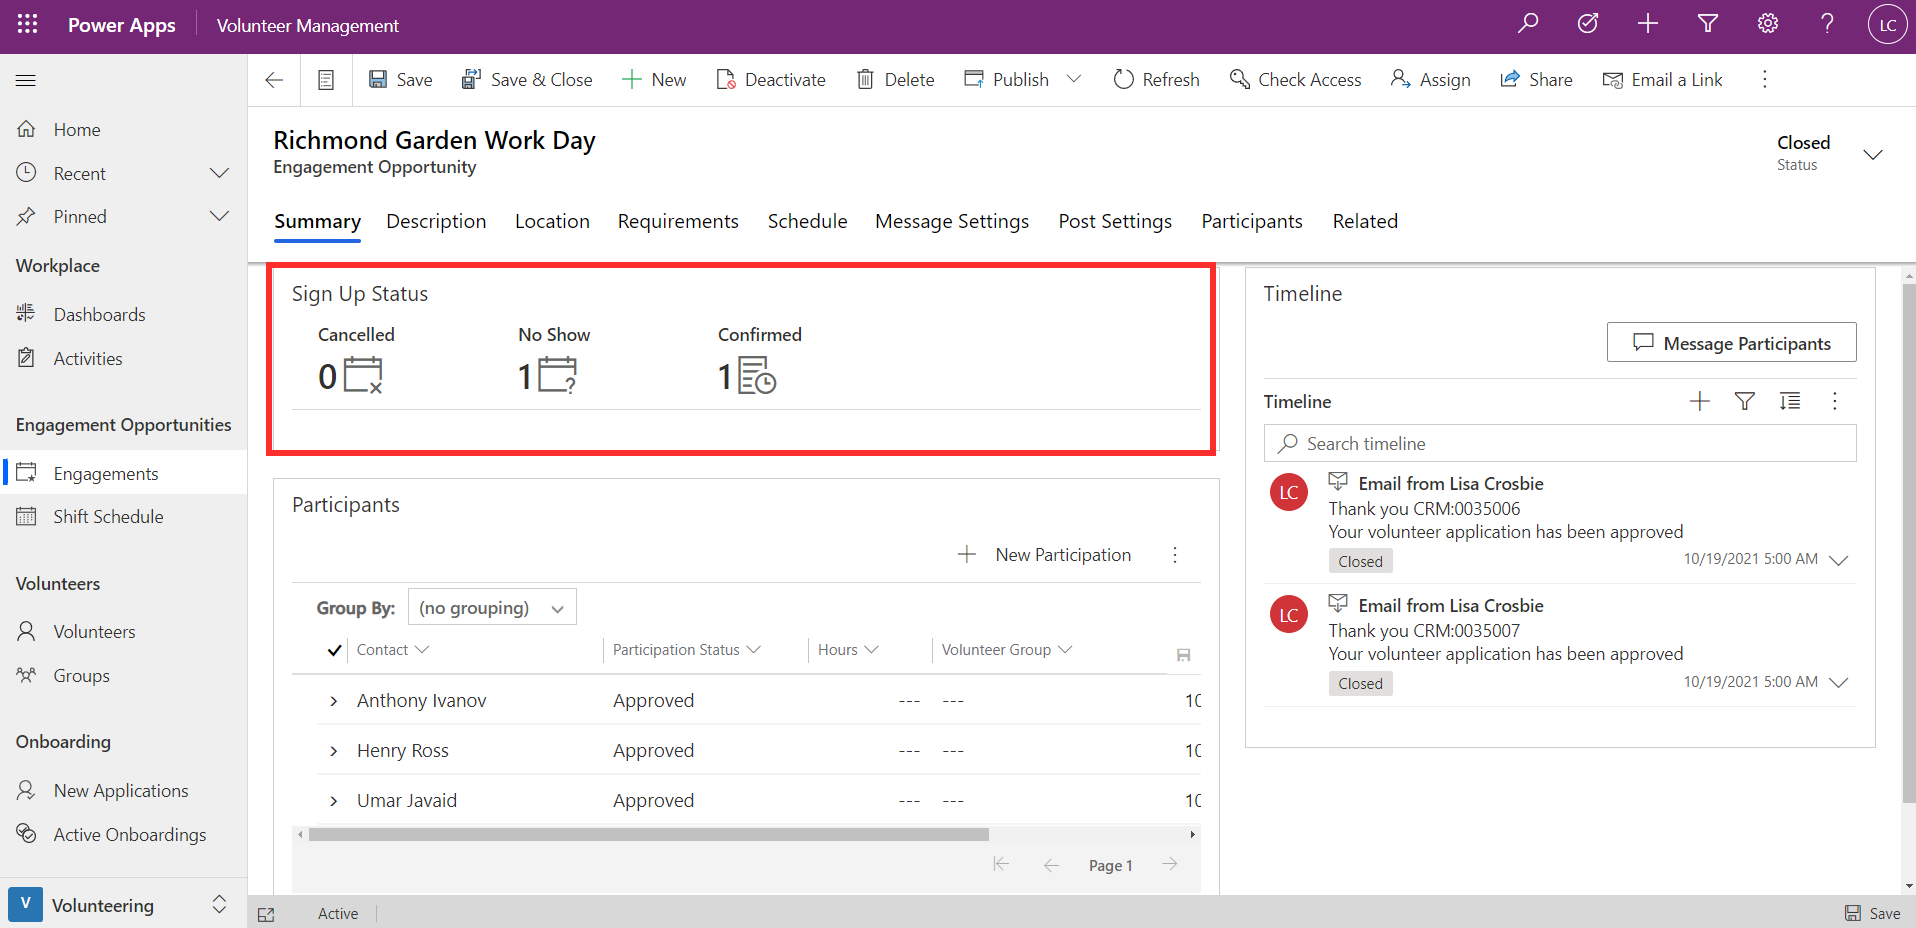 Power Apps
Volunteer Management
LC
Save
Save & Close
New
Deactivate
Delete
Publish
Refresh
Check Access
Assign
Share
Email a Link
Home
Recent
Pinned
Workplace
Dashboards
Activities
Engagement Opportunities
Engagements
Shift Schedule
Volunteers
Volunteers
Groups
Onboarding
New Applications
Active Onboardings
V
Volunteering
Richmond Garden Work Day
Engagement Opportunity
Closed
Status
Summary
Description
Location
Requirements
Schedule
Message Settings
Post Settings
Participants
Related
Sign Up Status
Cancelled
No Show
Confirmed
0
1
1
Participants
New Participation
Group By: (no grouping)
Contact
Participation Status
Hours
Volunteer Group
Anthony Ivanov Approved --- --- 10
Henry Ross Approved --- --- 10
Umar Javaid Approved --- --- 10
Page 1
Timeline
Message Participants
Timeline
Search timeline
LC
Email from Lisa Crosbie
Thank you CRM:0035006
Your volunteer application has been approved
Closed
10/19/2021 5:00 AM
LC
Email from Lisa Crosbie
Thank you CRM:0035007
Your volunteer application has been approved
Closed
10/19/2021 5:00 AM
Active
Save